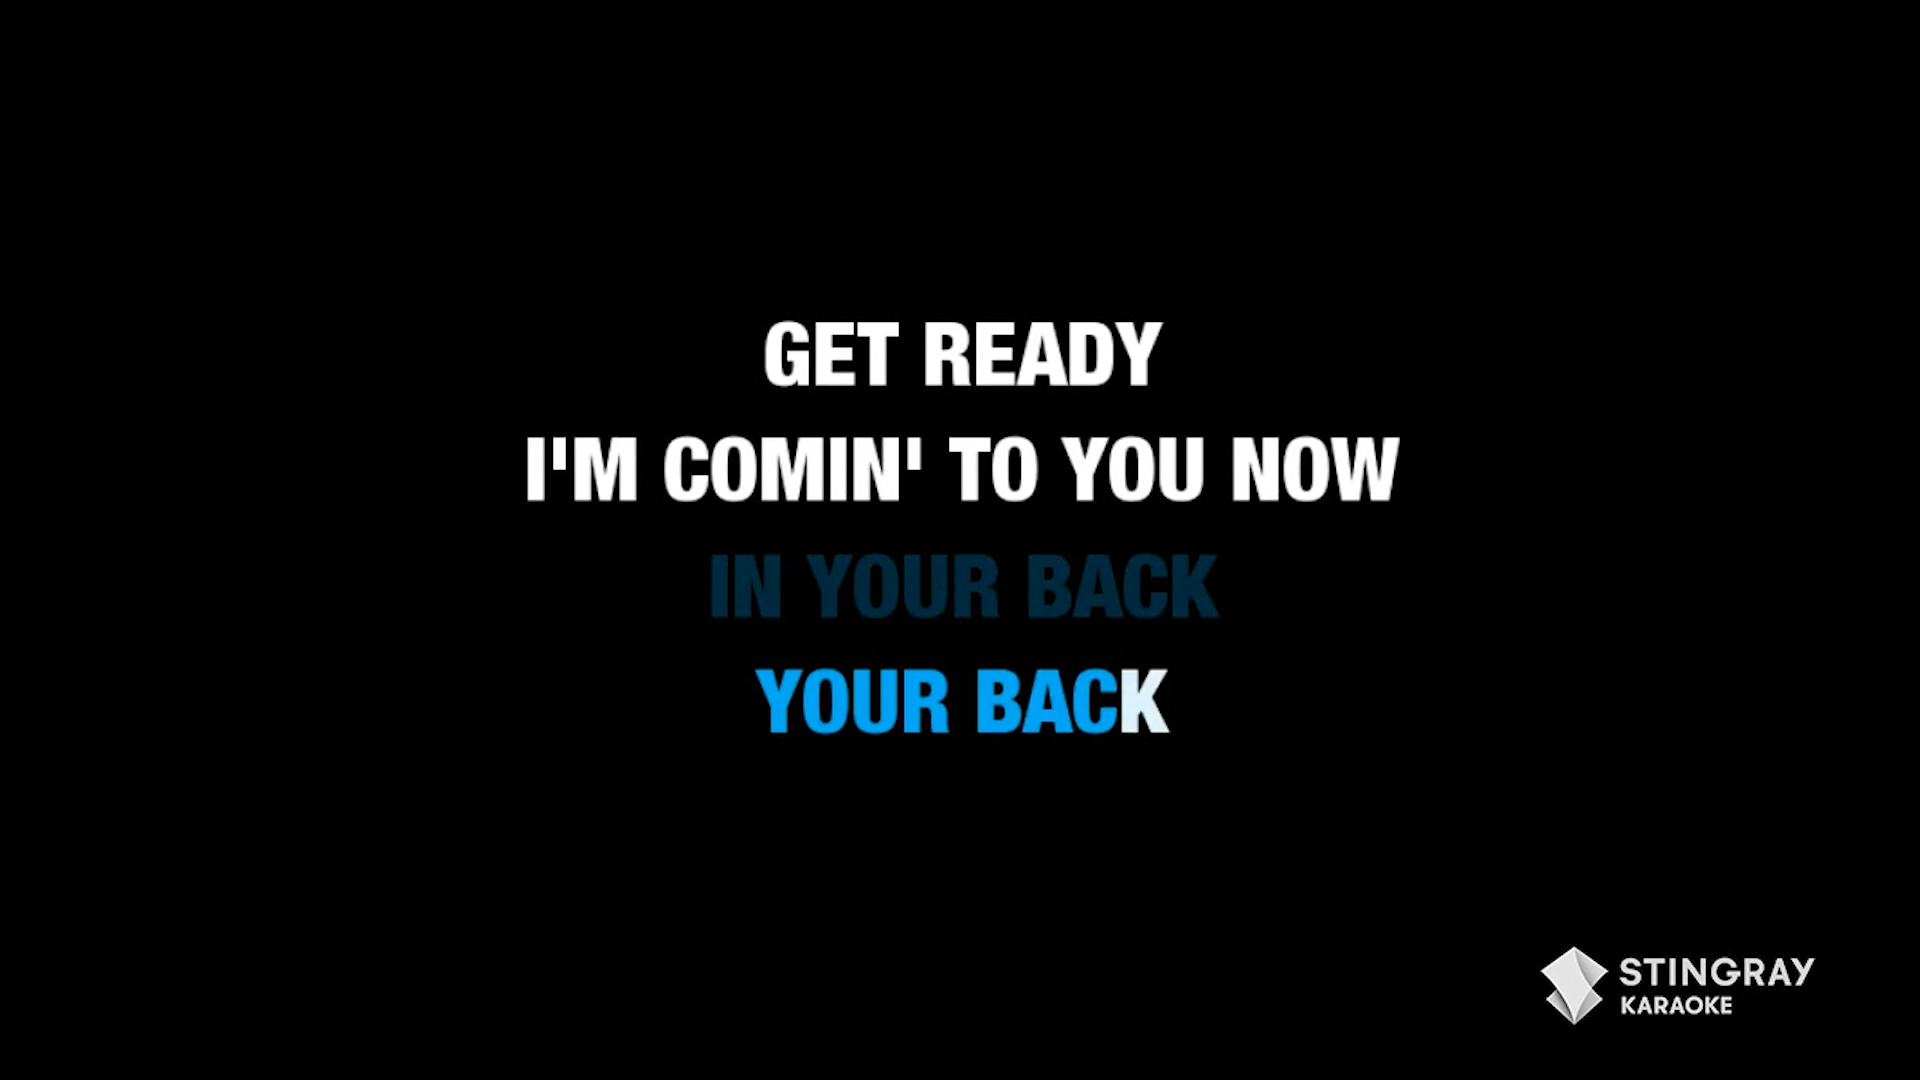 GET READY
I'M COMIN' TO YOU NOW
IN YOUR BACK
YOUR BACK
STINGRAY
KARAOKE